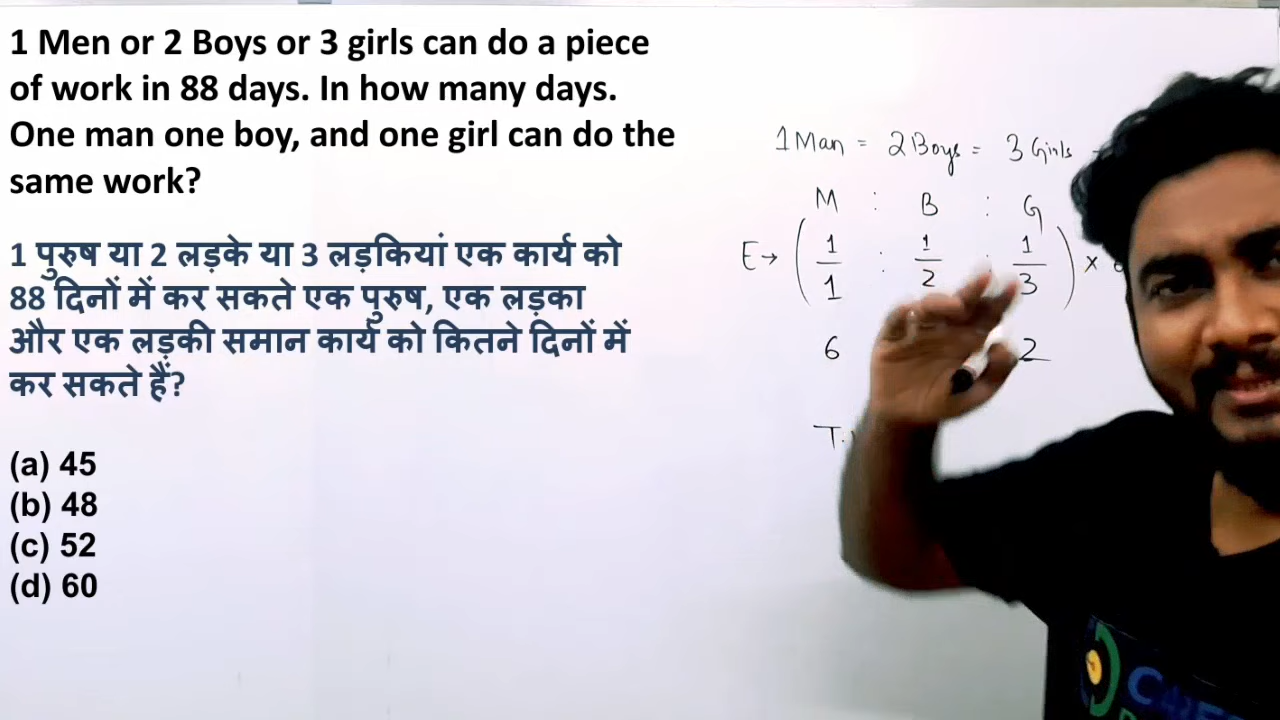 1 Men or 2 Boys or 3 girls can do a piece
of work in 88 days. In how many days.
One man one boy, and one girl can do the
same work?
1 पुरुष या 2 लड़के या 3 लड़कियां एक कार्य को
88 दिनों में कर सकते एक पुरुष, एक लड़का
और एक लड़की समान कार्य को कितने दिनों में
कर सकते हैं?
(a) 45
(b) 48
(c) 52
(d) 60
1 Man = 2 Boys = 3 Girls
M : B : G
E → ( 1/1 : 1/2 : 1/3 ) ×
6 2